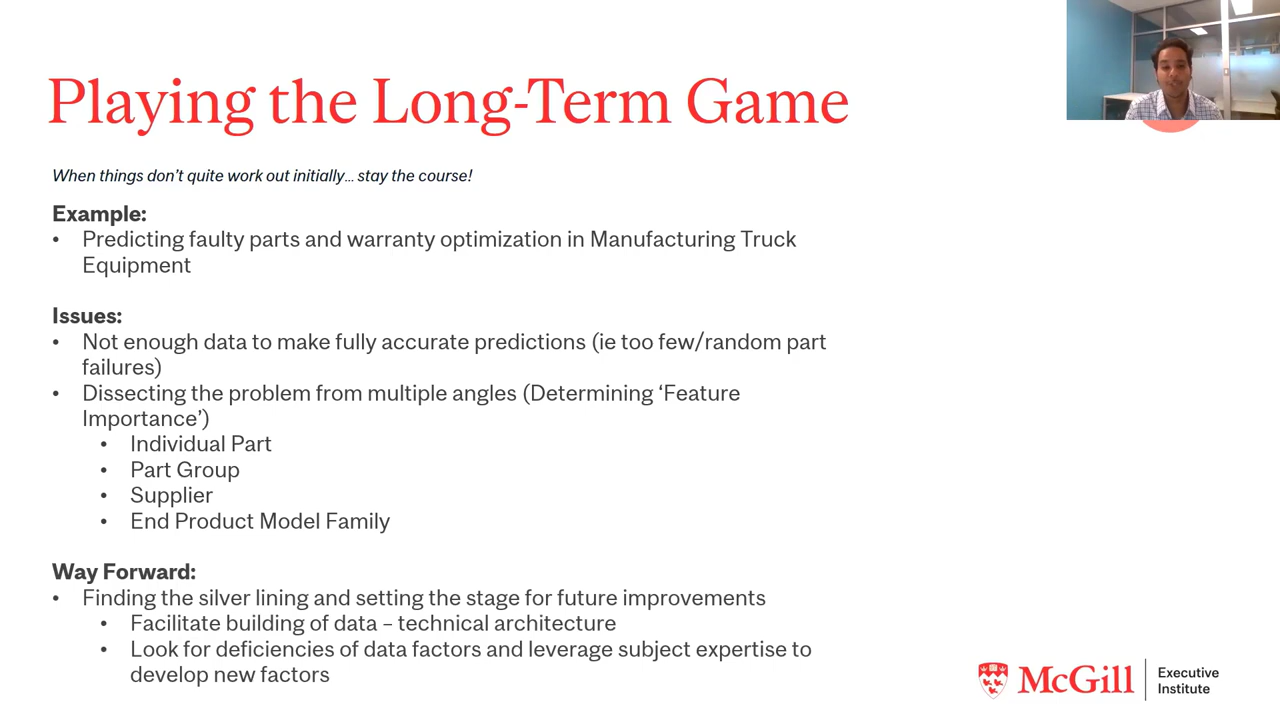 Playing the Long-Term Game
When things don’t quite work out initially… stay the course!
Example:
• Predicting faulty parts and warranty optimization in Manufacturing Truck
Equipment
Issues:
• Not enough data to make fully accurate predictions (ie too few/random part
failures)
• Dissecting the problem from multiple angles (Determining ‘Feature
Importance’)
• Individual Part
• Part Group
• Supplier
• End Product Model Family
Way Forward:
• Finding the silver lining and setting the stage for future improvements
• Facilitate building of data – technical architecture
• Look for deficiencies of data factors and leverage subject expertise to
develop new factors
McGill
Executive
Institute